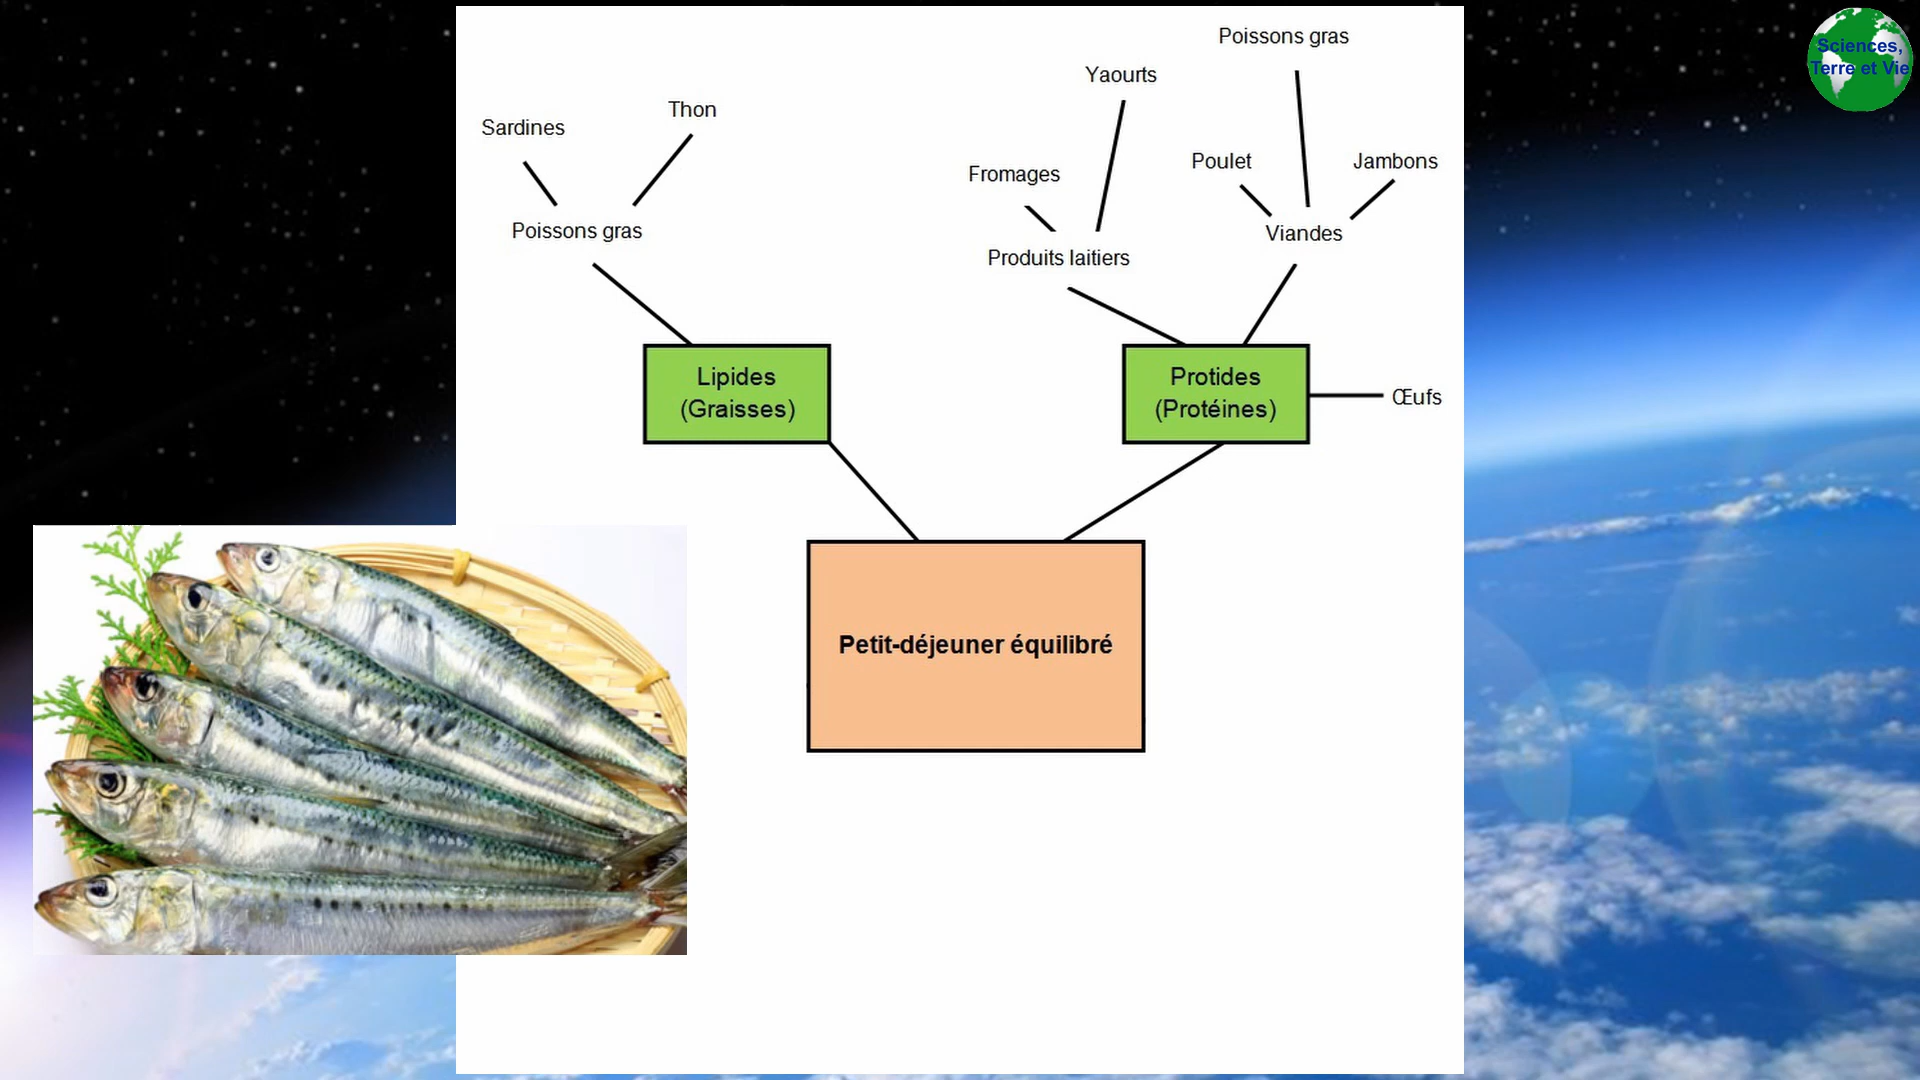 Poissons gras
Yaourts
Thon
Sardines
Fromages
Poulet
Jambons
Poissons gras
Viandes
Produits laitiers
Lipides
(Graisses)
Protides
(Protéines)
Œufs
Petit-déjeuner équilibré
Sciences,
Terre et Vie